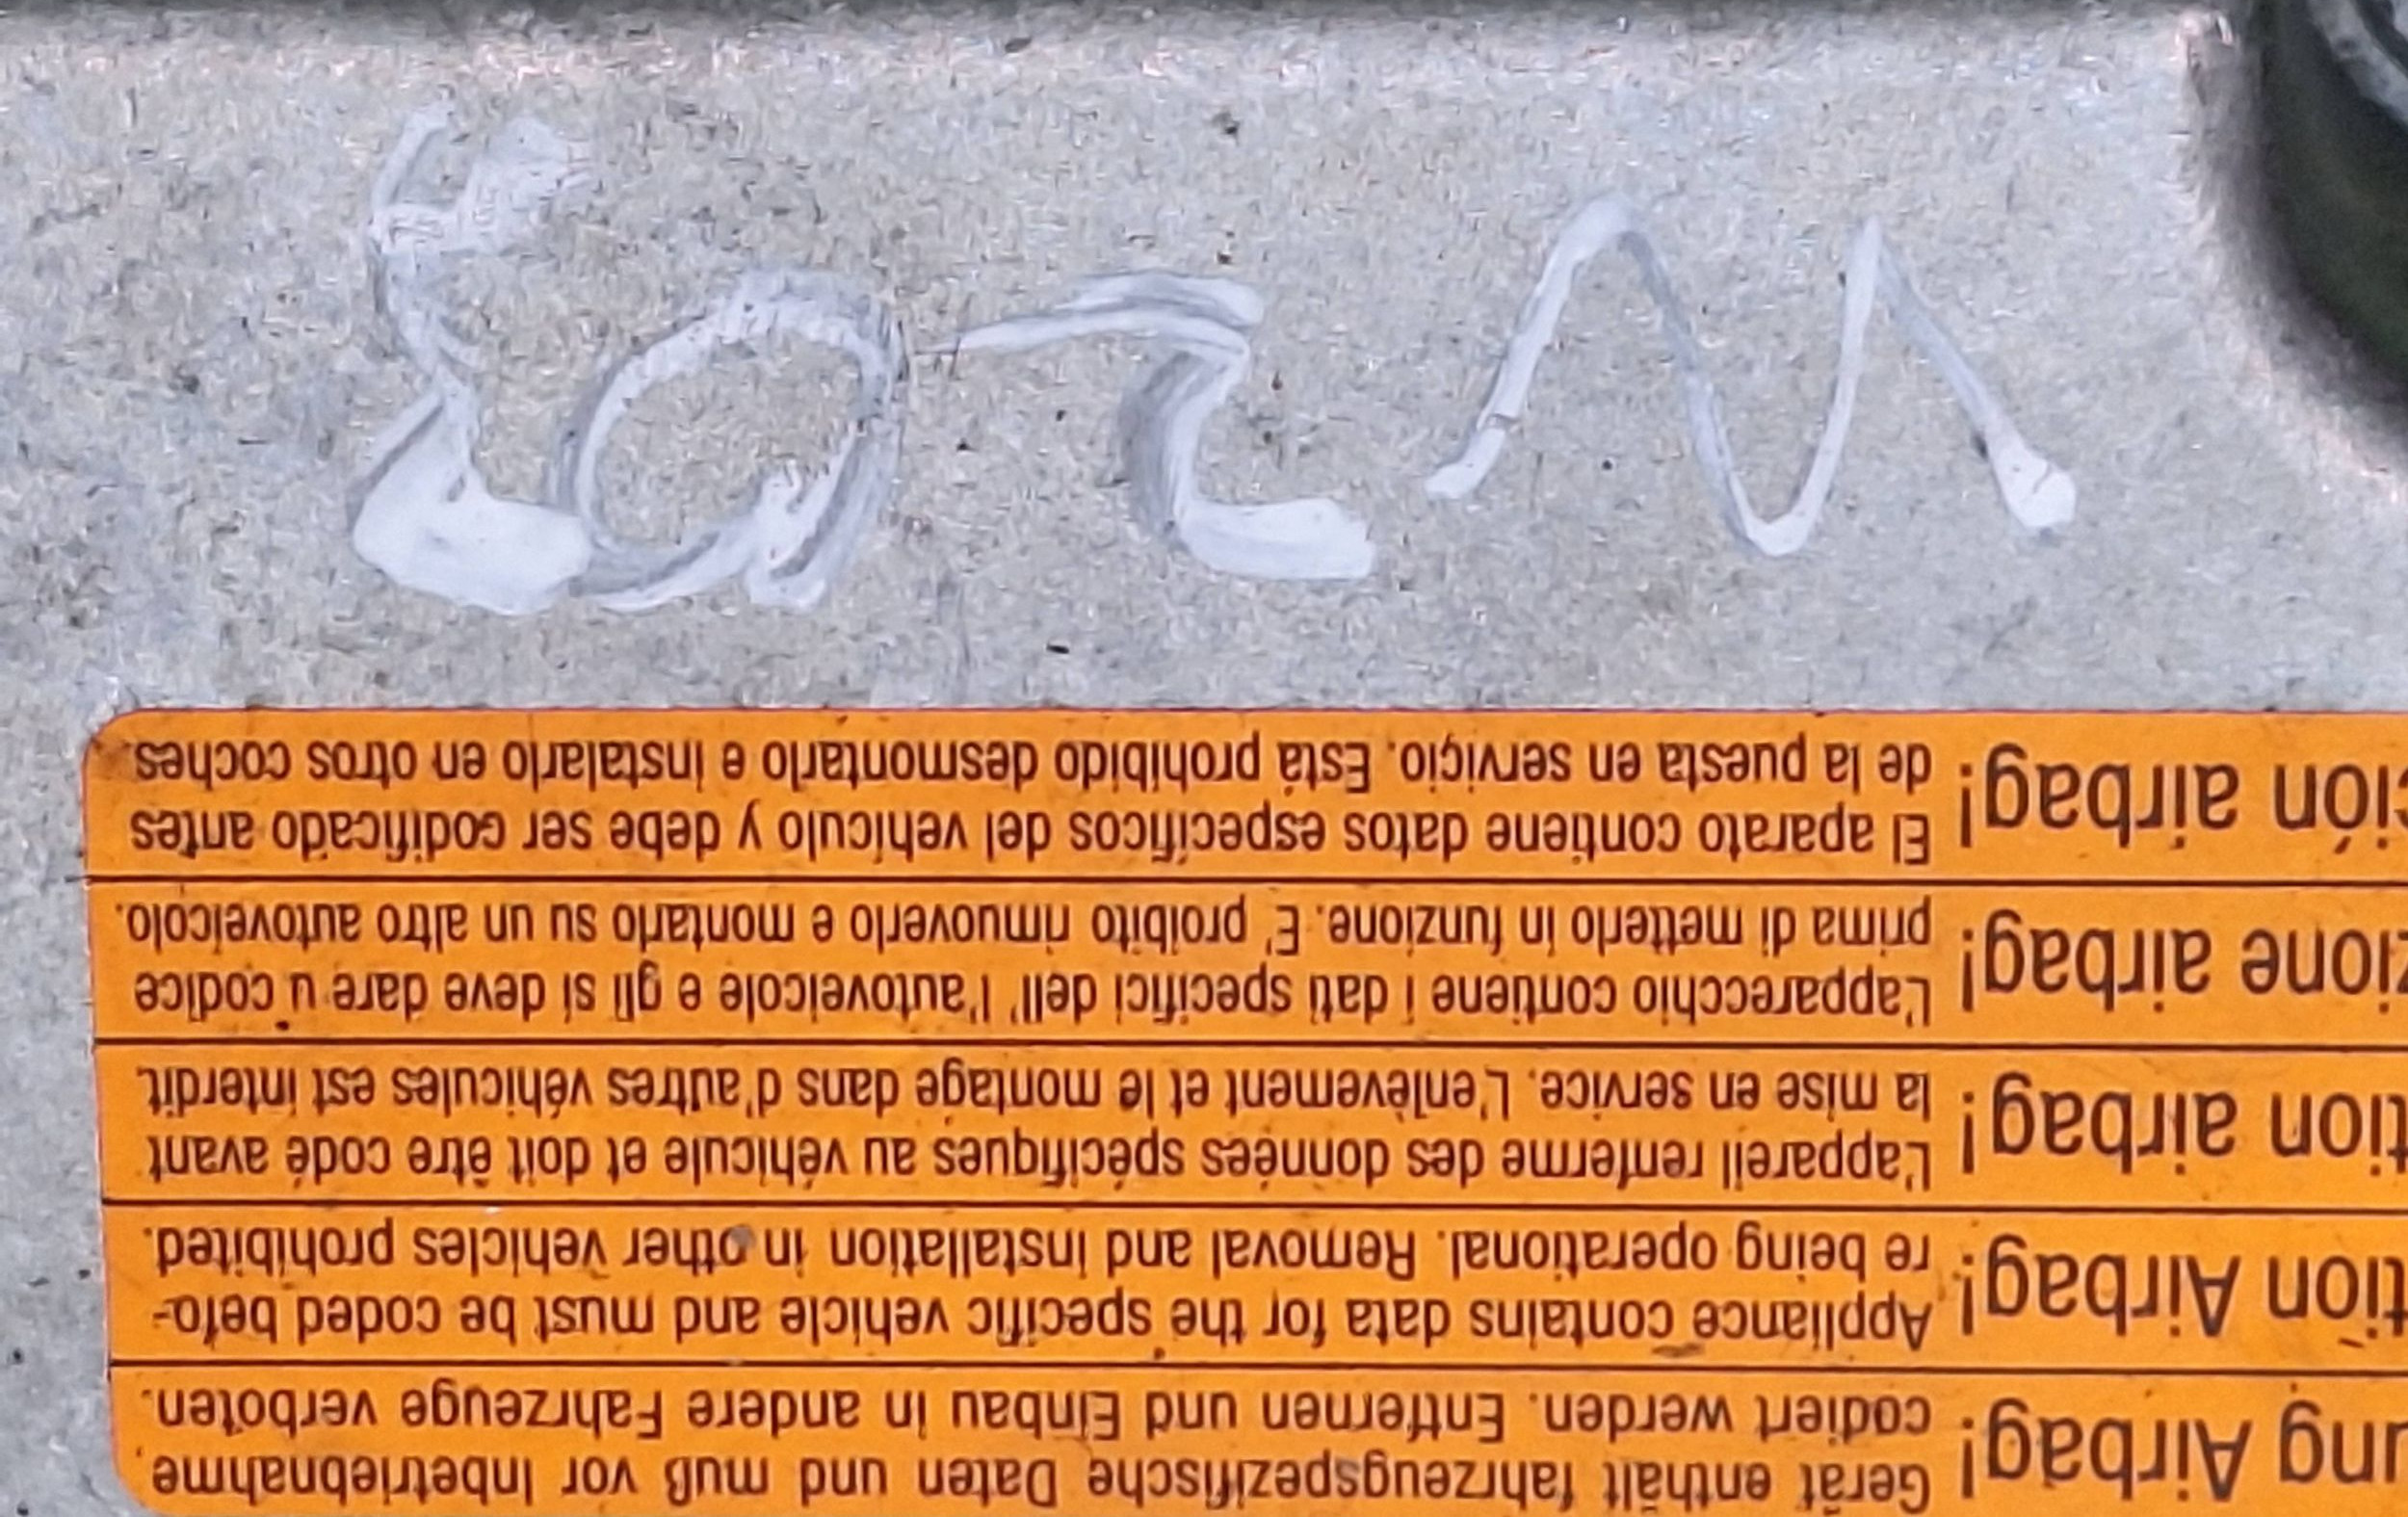 ung Airbag!
Gerät enthält fahrzeugspezifische Daten und muß vor Inbetriebnahme
codiert werden. Entfernen und Einbau in andere Fahrzeuge verboten.
tion Airbag!
Appliance contains data for the specific vehicle and must be coded befo-
re being operational. Removal and installation in other vehicles prohibited.
tion airbag!
L'appareil renferme des données spécifiques au véhicule et doit être codé avant
la mise en service. L'enlèvement et le montage dans d'autres véhicules est interdit.
zione airbag!
L'apparecchio contiene i dati specifici dell' l'autoveicole e gli si deve dare u codice
prima di metterlo in funzione. E' proibito rimuoverlo e montarlo su un altro autoveicolo.
ción airbag!
El aparato contiene datos específicos del vehículo y debe ser codificado antes
de la puesta en servicio. Está prohibido desmontarlo e instalarlo en otros coches.
W203